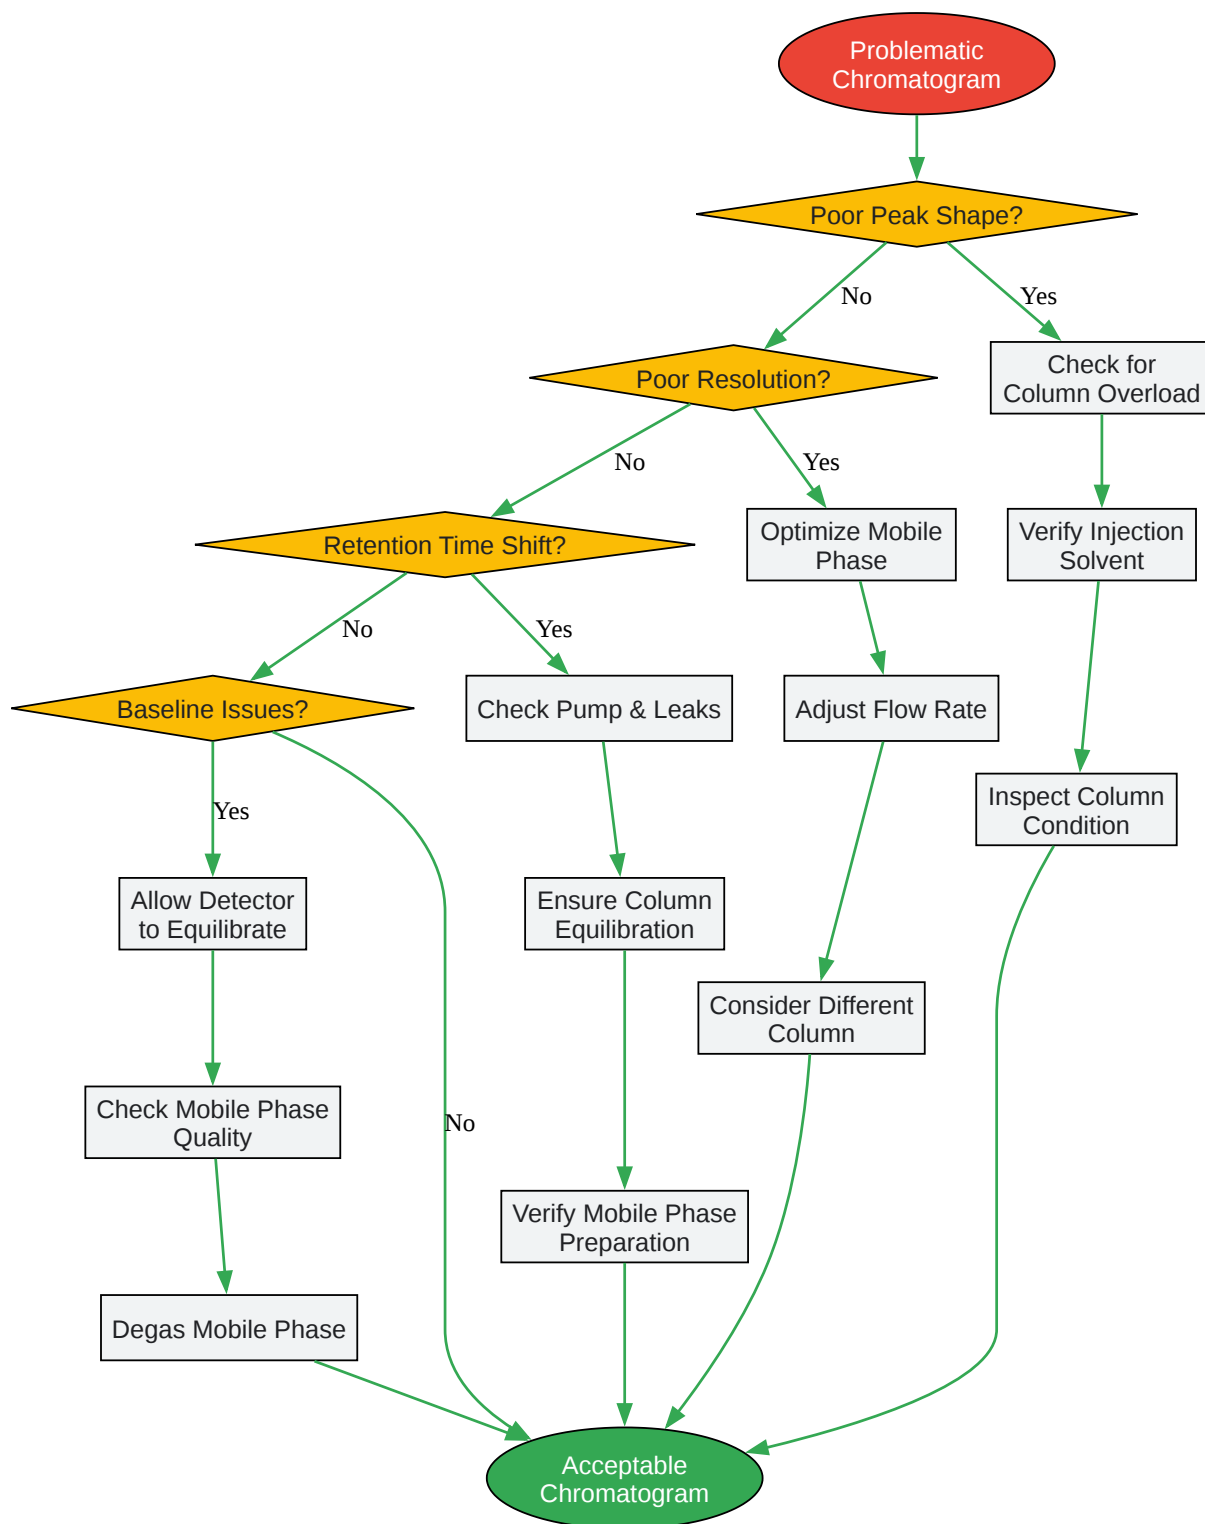 Problematic
Chromatogram
Poor Peak Shape?
No
Yes
Poor Resolution?
Check for
Column Overload
No
Yes
Retention Time Shift?
Optimize Mobile
Phase
Verify Injection
Solvent
No
Yes
Baseline Issues?
Check Pump & Leaks
Adjust Flow Rate
Inspect Column
Condition
Yes
Allow Detector
to Equilibrate
Ensure Column
Equilibration
Consider Different
Column
Check Mobile Phase
Quality
No
Verify Mobile Phase
Preparation
Degas Mobile Phase
Acceptable
Chromatogram